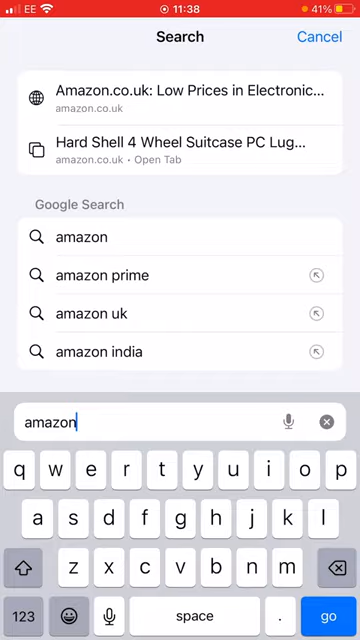 EE 11:38 41%
Search Cancel
Amazon.co.uk: Low Prices in Electronic...
amazon.co.uk
Hard Shell 4 Wheel Suitcase PC Lug...
amazon.co.uk • Open Tab
Google Search
amazon
amazon prime
amazon uk
amazon india
amazon
q w e r t y u i o p
a s d f g h j k l
z x c v b n m
123 space . go